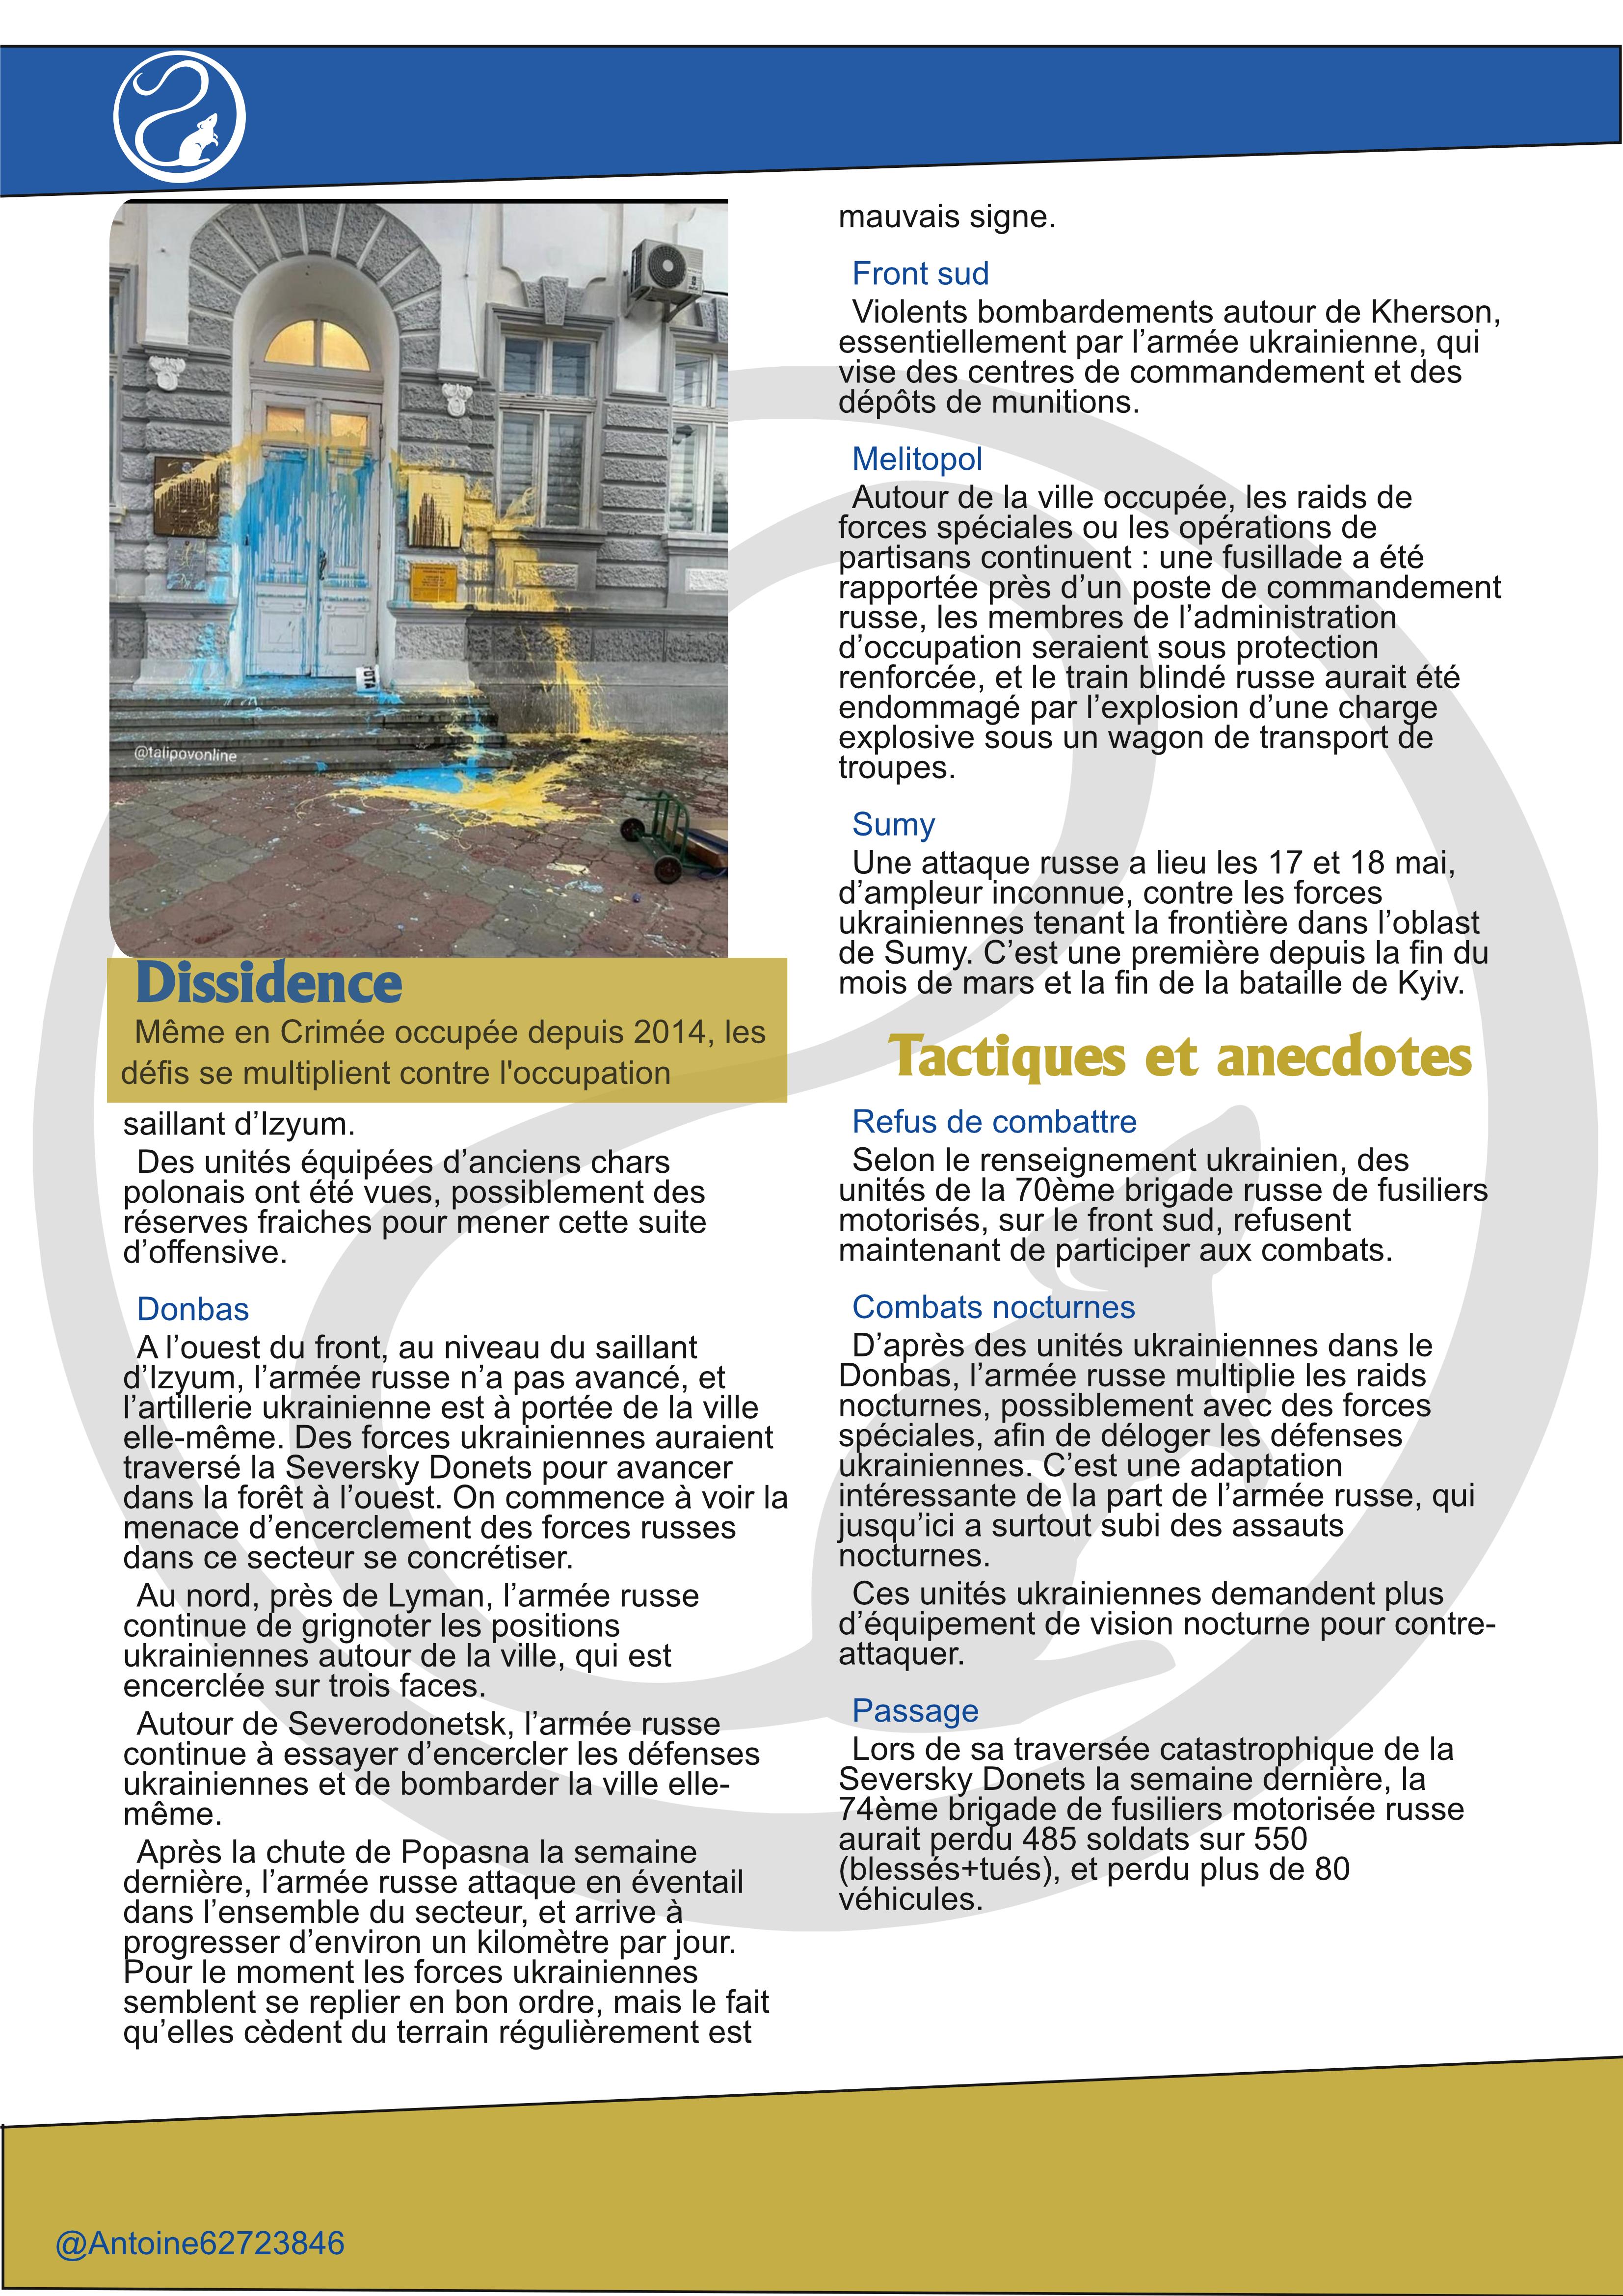 @talipovonline
Dissidence
Même en Crimée occupée depuis 2014, les
défis se multiplient contre l'occupation
saillant d’Izyum.
Des unités équipées d’anciens chars
polonais ont été vues, possiblement des
réserves fraiches pour mener cette suite
d’offensive.
Donbas
A l’ouest du front, au niveau du saillant
d’Izyum, l’armée russe n’a pas avancé, et
l’artillerie ukrainienne est à portée de la ville
elle-même. Des forces ukrainiennes auraient
traversé la Seversky Donets pour avancer
dans la forêt à l’ouest. On commence à voir la
menace d’encerclement des forces russes
dans ce secteur se concrétiser.
Au nord, près de Lyman, l’armée russe
continue de grignoter les positions
ukrainiennes autour de la ville, qui est
encerclée sur trois faces.
Autour de Severodonetsk, l’armée russe
continue à essayer d’encercler les défenses
ukrainiennes et de bombarder la ville elle-
même.
Après la chute de Popasna la semaine
dernière, l’armée russe attaque en éventail
dans l’ensemble du secteur, et arrive à
progresser d’environ un kilomètre par jour.
Pour le moment les forces ukrainiennes
semblent se replier en bon ordre, mais le fait
qu’elles cèdent du terrain régulièrement est
mauvais signe.
Front sud
Violents bombardements autour de Kherson,
essentiellement par l’armée ukrainienne, qui
vise des centres de commandement et des
dépôts de munitions.
Melitopol
Autour de la ville occupée, les raids de
forces spéciales ou les opérations de
partisans continuent : une fusillade a été
rapportée près d’un poste de commandement
russe, les membres de l’administration
d’occupation seraient sous protection
renforcée, et le train blindé russe aurait été
endommagé par l’explosion d’une charge
explosive sous un wagon de transport de
troupes.
Sumy
Une attaque russe a lieu les 17 et 18 mai,
d’ampleur inconnue, contre les forces
ukrainiennes tenant la frontière dans l’oblast
de Sumy. C’est une première depuis la fin du
mois de mars et la fin de la bataille de Kyiv.
Tactiques et anecdotes
Refus de combattre
Selon le renseignement ukrainien, des
unités de la 70ème brigade russe de fusiliers
motorisés, sur le front sud, refusent
maintenant de participer aux combats.
Combats nocturnes
D’après des unités ukrainiennes dans le
Donbas, l’armée russe multiplie les raids
nocturnes, possiblement avec des forces
spéciales, afin de déloger les défenses
ukrainiennes. C’est une adaptation
intéressante de la part de l’armée russe, qui
jusqu’ici a surtout subi des assauts
nocturnes.
Ces unités ukrainiennes demandent plus
d’équipement de vision nocturne pour contre-
attaquer.
Passage
Lors de sa traversée catastrophique de la
Seversky Donets la semaine dernière, la
74ème brigade de fusiliers motorisée russe
aurait perdu 485 soldats sur 550
(blessés+tués), et perdu plus de 80
véhicules.
@Antoine62723846